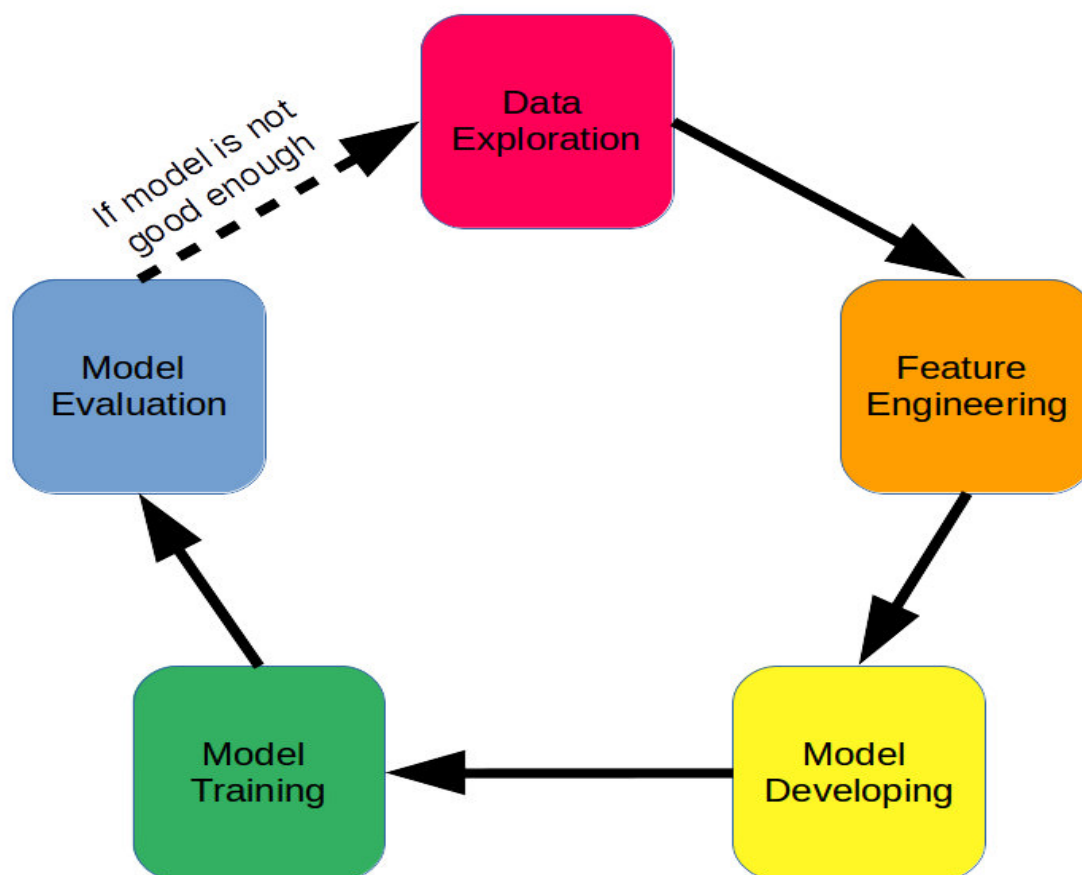 Data
Exploration
If model is not
good enough
Model
Evaluation
Feature
Engineering
Model
Training
Model
Developing